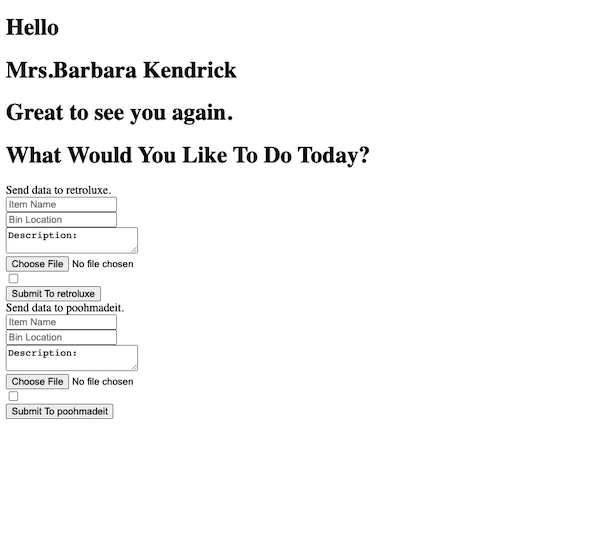 Hello
Mrs.Barbara Kendrick
Great to see you again.
What Would You Like To Do Today?
Send data to retroluxe.
Item Name
Bin Location
Description:
Choose File No file chosen
Submit To retroluxe
Send data to poohmadeit.
Item Name
Bin Location
Description:
Choose File No file chosen
Submit To poohmadeit